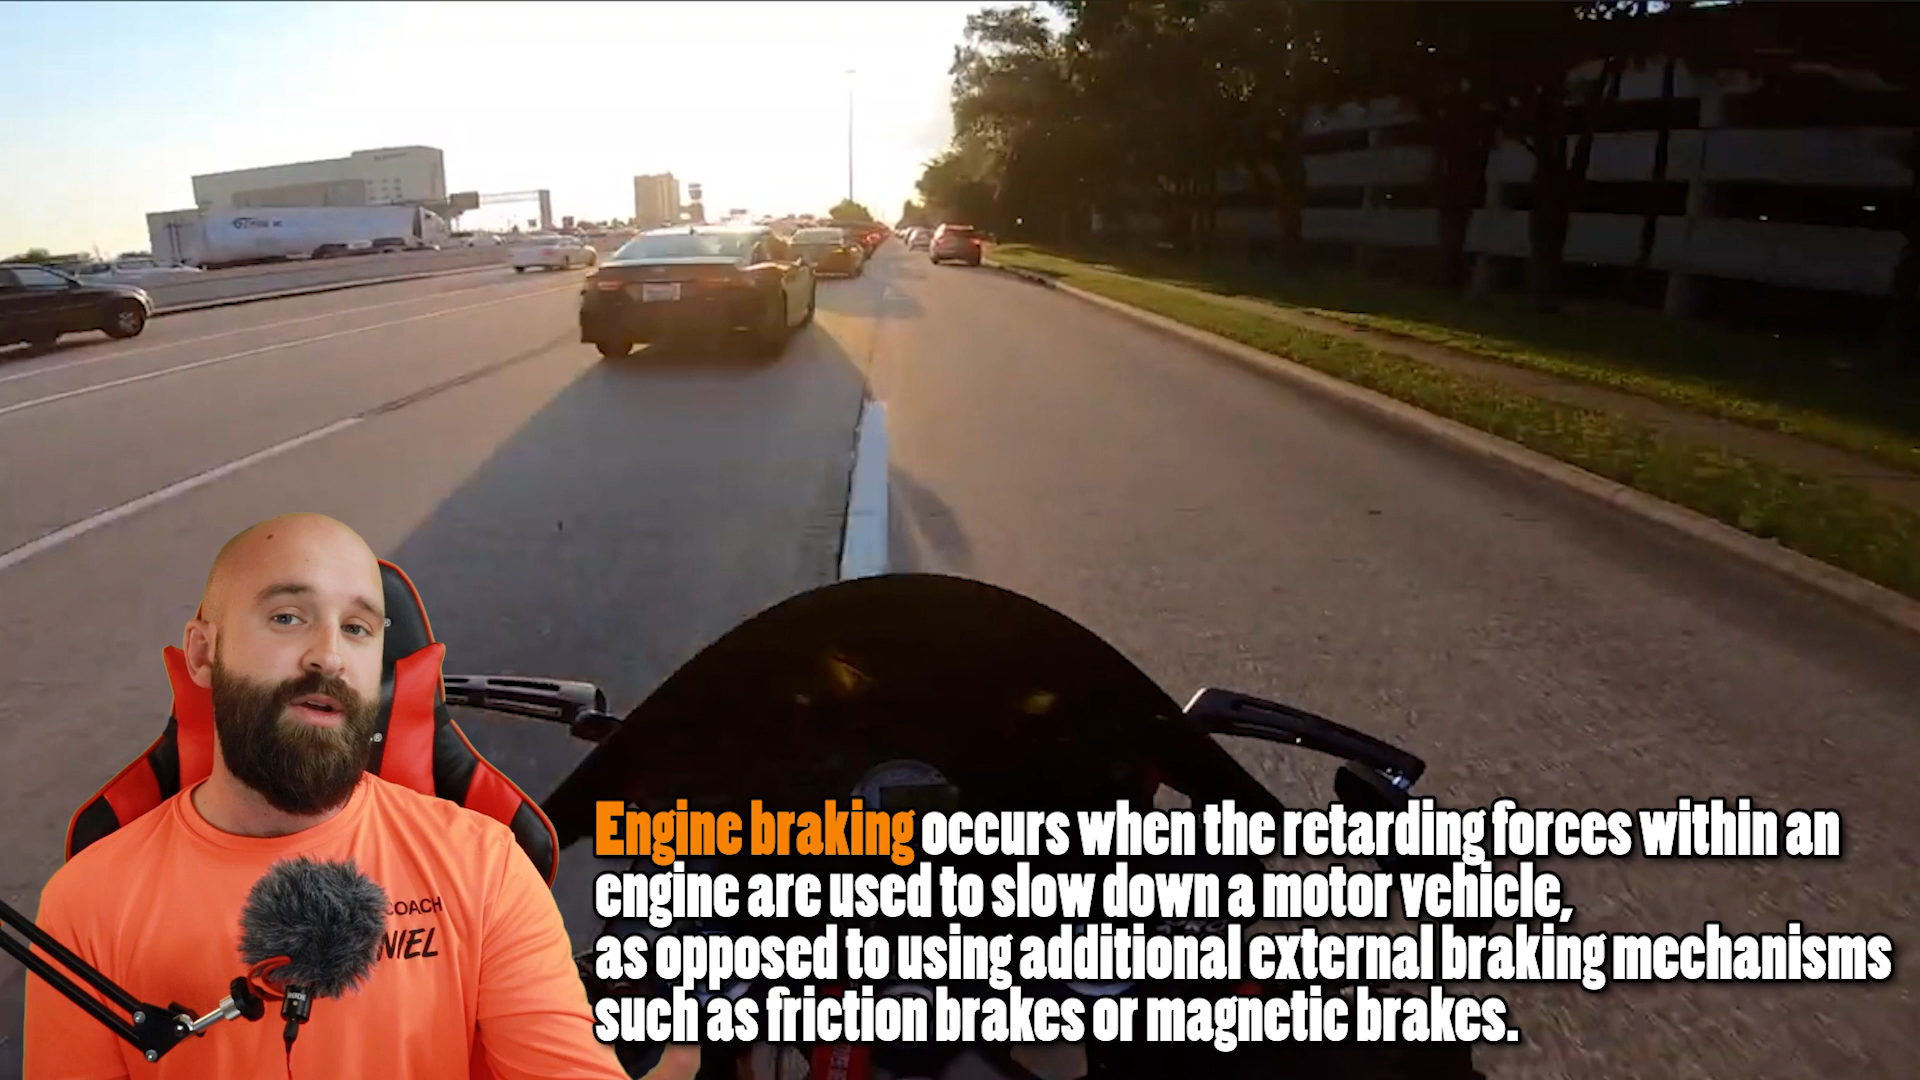 Engine braking occurs when the retarding forces within an
engine are used to slow down a motor vehicle,
as opposed to using additional external braking mechanisms
such as friction brakes or magnetic brakes.
COACH
NIEL